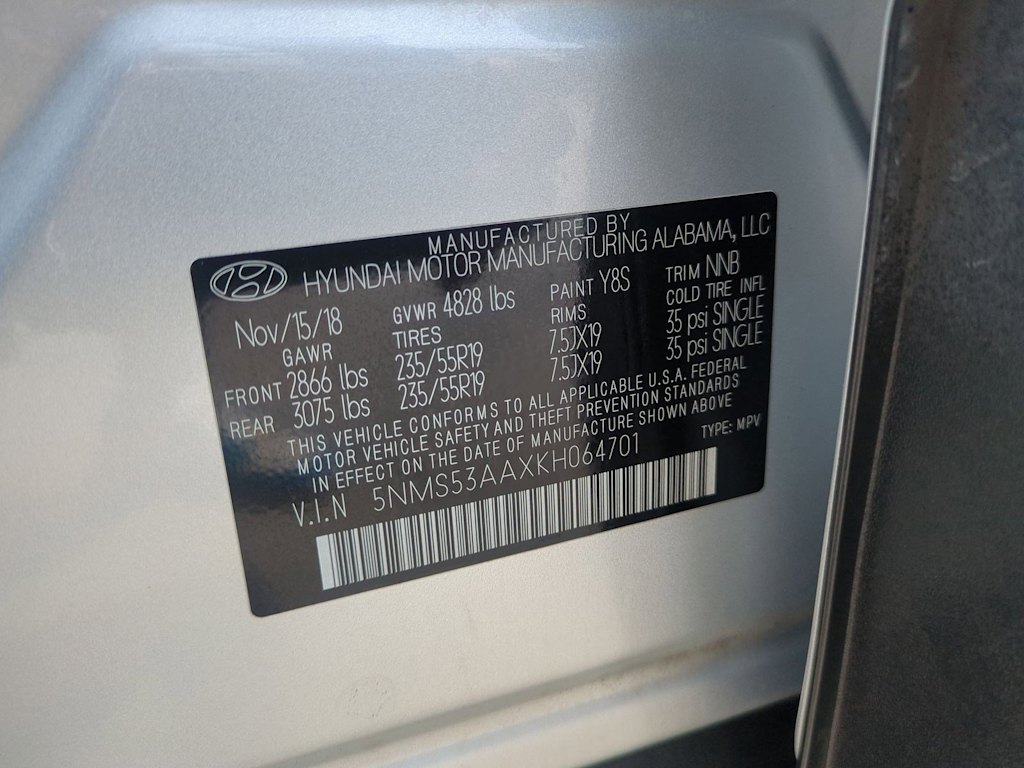 MANUFACTURED BY
HYUNDAI MOTOR MANUFACTURING ALABAMA, LLC
Nov/15/18 GVWR 4828 lbs PAINT Y8S TRIM NNB
GAWR TIRES RIMS COLD TIRE INFL
FRONT 2866 lbs 235/55R19 7.5JX19 35 psi SINGLE
REAR 3075 lbs 235/55R19 7.5JX19 35 psi SINGLE
THIS VEHICLE CONFORMS TO ALL APPLICABLE U.S.A. FEDERAL
MOTOR VEHICLE SAFETY AND THEFT PREVENTION STANDARDS
IN EFFECT ON THE DATE OF MANUFACTURE SHOWN ABOVE
V.I.N 5NMS53AAXKH064701 TYPE: MPV